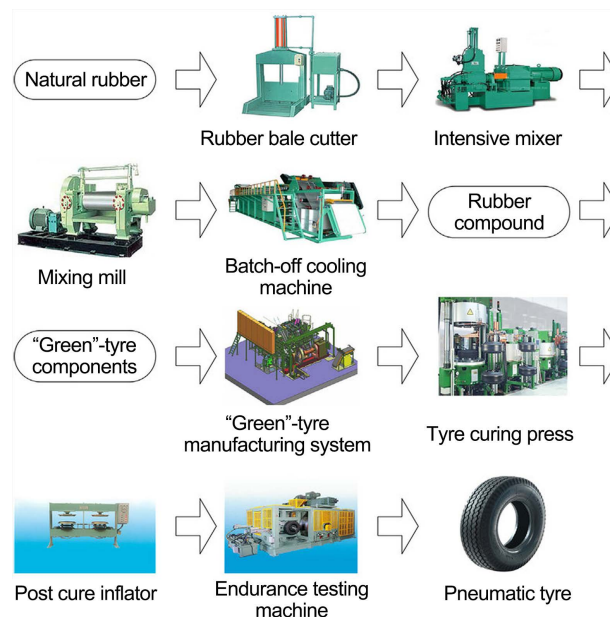 Natural rubber
Rubber bale cutter
Intensive mixer
Mixing mill
Batch-off cooling
machine
Rubber
compound
“Green”-tyre
components
“Green”-tyre
manufacturing system
Tyre curing press
Post cure inflator
Endurance testing
machine
Pneumatic tyre